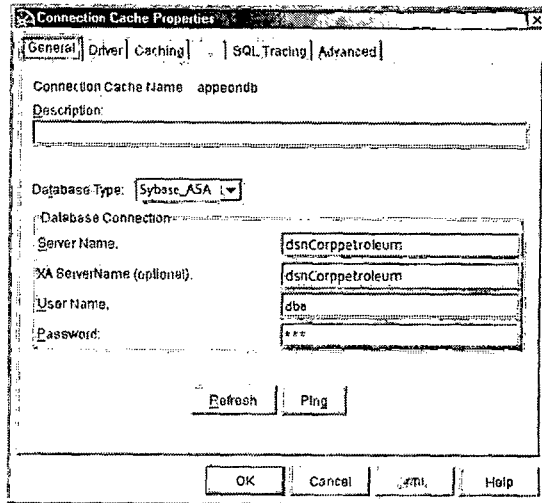 Connection Cache Properties
General Driver Caching SQL Tracing Advanced
Connection Cache Name appeondb
Description:
Database Type: Sybase_ASA
Database Connection
Server Name. dsnCorppetroleum
XA ServerName (optional). dsnCorppetroleum
User Name. dba
Password: ***
Refresh Ping
OK Cancel Help